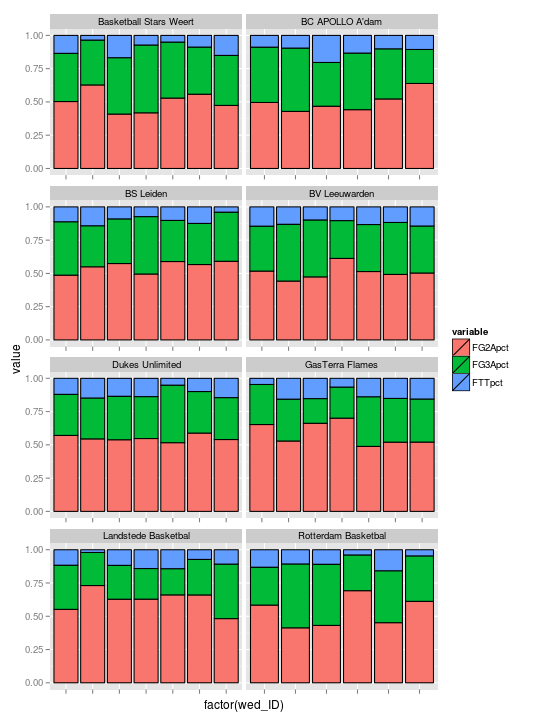 Basketball Stars Weert
BC APOLLO A'dam
1.00
0.75
0.50
0.25
0.00
BS Leiden
BV Leeuwarden
1.00
0.75
0.50
0.25
0.00
value
variable
FG2Apct
FG3Apct
FTTpct
Dukes Unlimited
GasTerra Flames
1.00
0.75
0.50
0.25
0.00
Landstede Basketbal
Rotterdam Basketbal
1.00
0.75
0.50
0.25
0.00
factor(wed_ID)